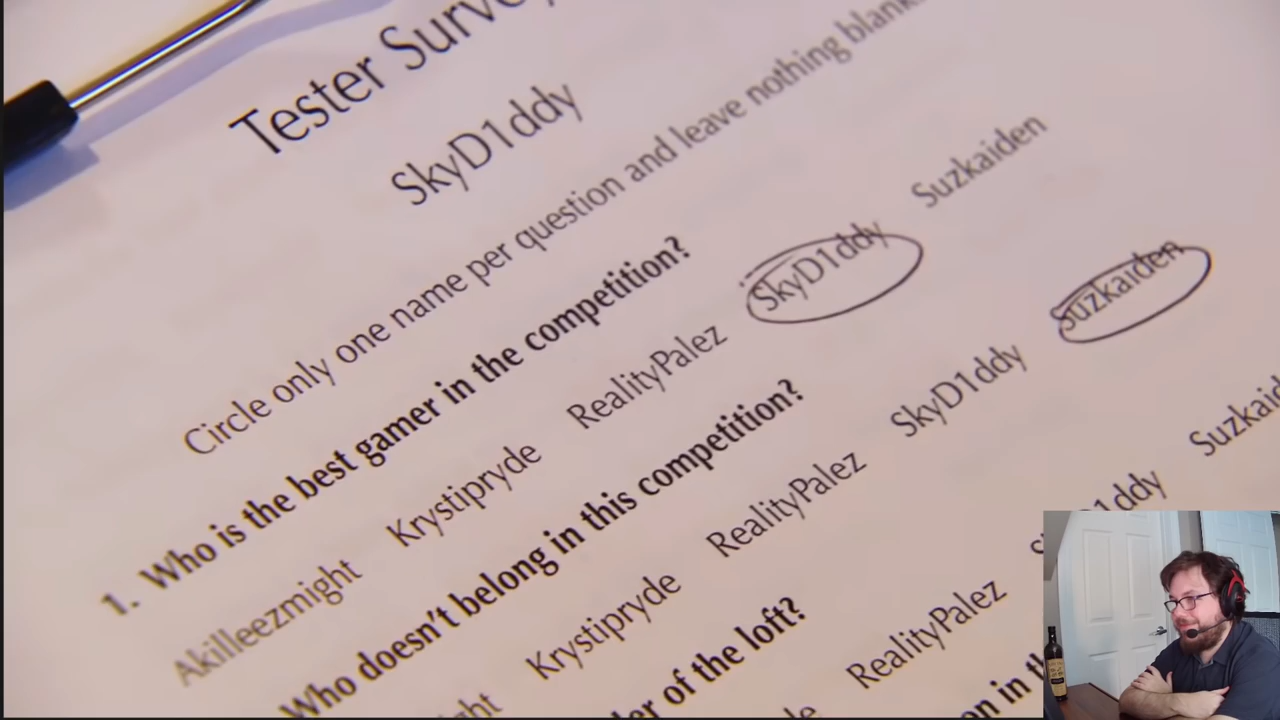 Tester Survey
SkyD1ddy
Circle only one name per question and leave nothing blank.
1. Who is the best gamer in the competition?
Akilleezmight Krystipryde RealityPalez SkyD1ddy Suzkaiden
Who doesn't belong in this competition?
Krystipryde RealityPalez SkyD1ddy Suzkaiden
of the loft?
RealityPalez